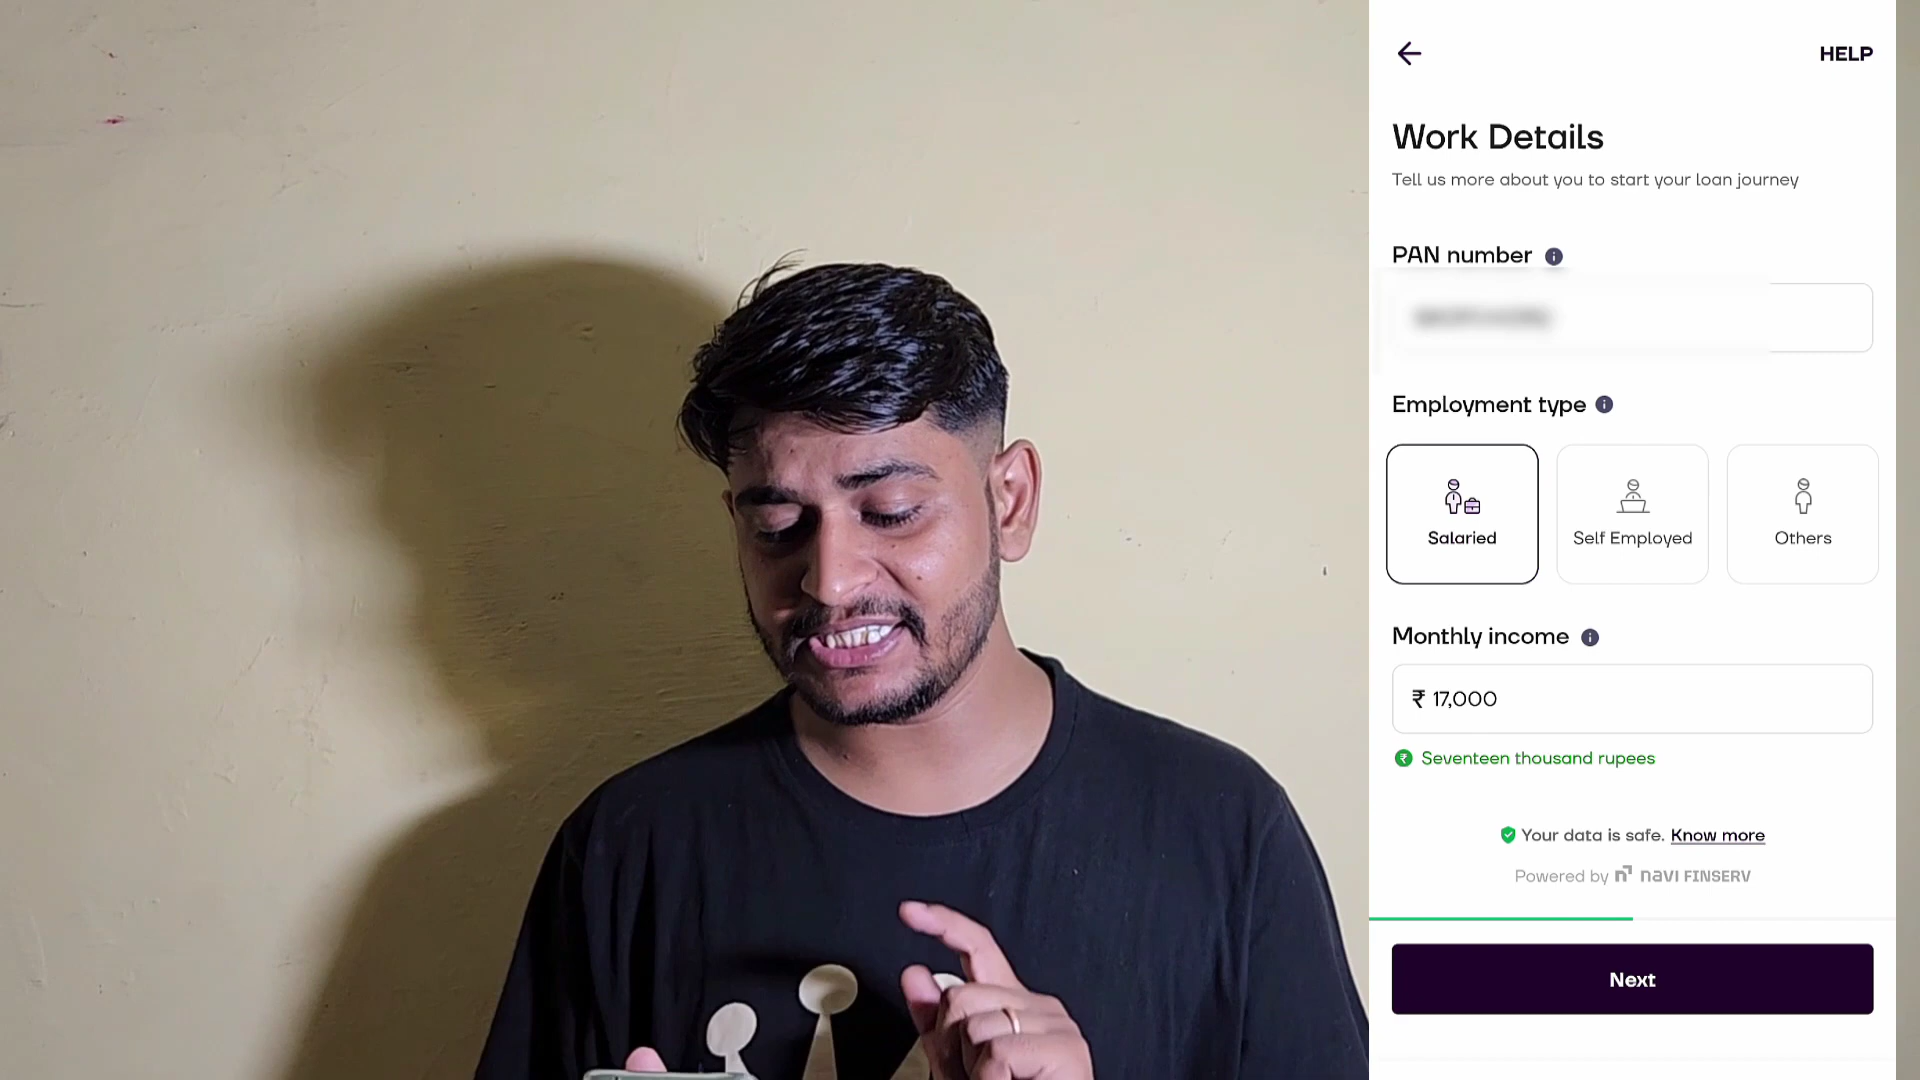 HELP
Work Details
Tell us more about you to start your loan journey
PAN number
Employment type
Salaried
Self Employed
Others
Monthly income
₹ 17,000
Seventeen thousand rupees
Your data is safe. Know more
Powered by navi FINSERV
Next